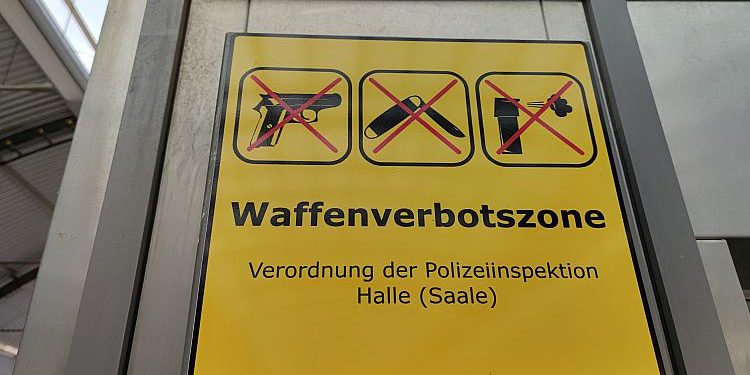 Waffenverbotszone
Verordnung der Polizeiinspektion
Halle (Saale)